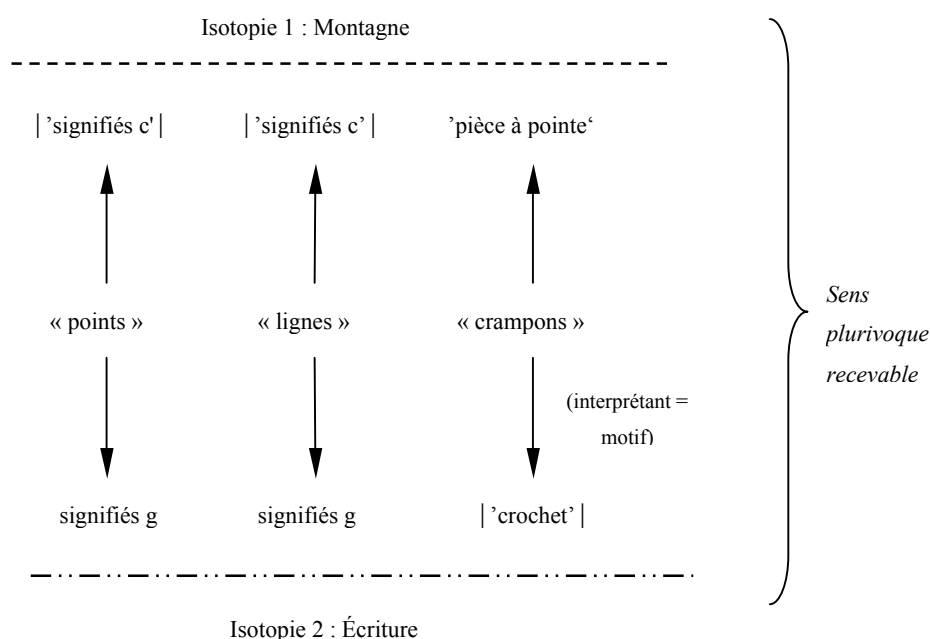 Isotopie 1 : Montagne
|’signifiés c'| |’signifiés c’| ’pièce à pointe‘
« points » « lignes » « crampons »
Sens
plurivoque
recevable
(interprétant =
motif)
signifiés g signifiés g |’crochet’|
Isotopie 2 : Écriture